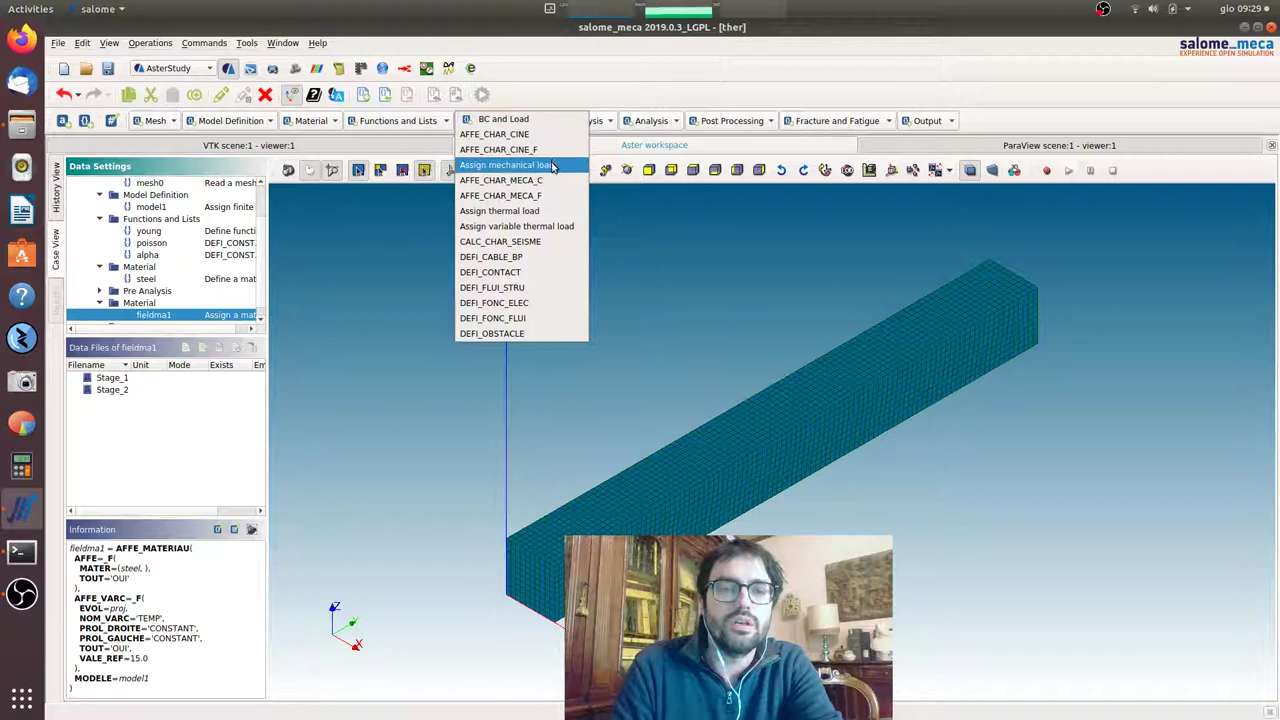 Activities
salome
gio 09:29
salome_meca 2019.0.3_LGPL - [ther]
File Edit View Operations Commands Tools Window Help
salome_meca
EXPERIENCE OPEN SIMULATION
AsterStudy
Mesh
Model Definition
Material
Functions and Lists
Analysis
Post Processing
Fracture and Fatigue
Output
BC and Load
AFFE_CHAR_CINE
AFFE_CHAR_CINE_F
Assign mechanical load
AFFE_CHAR_MECA_C
AFFE_CHAR_MECA_F
Assign thermal load
Assign variable thermal load
CALC_CHAR_SEISME
DEFI_CABLE_BP
DEFI_CONTACT
DEFI_FLUI_STRU
DEFI_FONC_ELEC
DEFI_FONC_FLUI
DEFI_OBSTACLE
VTK scene:1 - viewer:1
Aster workspace
ParaView scene:1 - viewer:1
History View
Case View
Data Settings
mesh0 Read a mesh
Model Definition
model1 Assign finite
Functions and Lists
young Define functi
poisson DEFI_CONST.
alpha DEFI_CONST.
Material
steel Define a mat
Pre Analysis
Material
fieldma1 Assign a mat
Data Files of fieldma1
Filename Unit Mode Exists Em
Stage_1
Stage_2
Information
fieldma1 = AFFE_MATERIAU(
AFFE=_F(
MATER=(steel, ),
TOUT='OUI'
),
AFFE_VARC=_F(
EVOL=proj,
NOM_VARC='TEMP',
PROL_DROITE='CONSTANT',
PROL_GAUCHE='CONSTANT',
TOUT='OUI',
VALE_REF=15.0
),
MODELE=model1
)
Z
Y
X